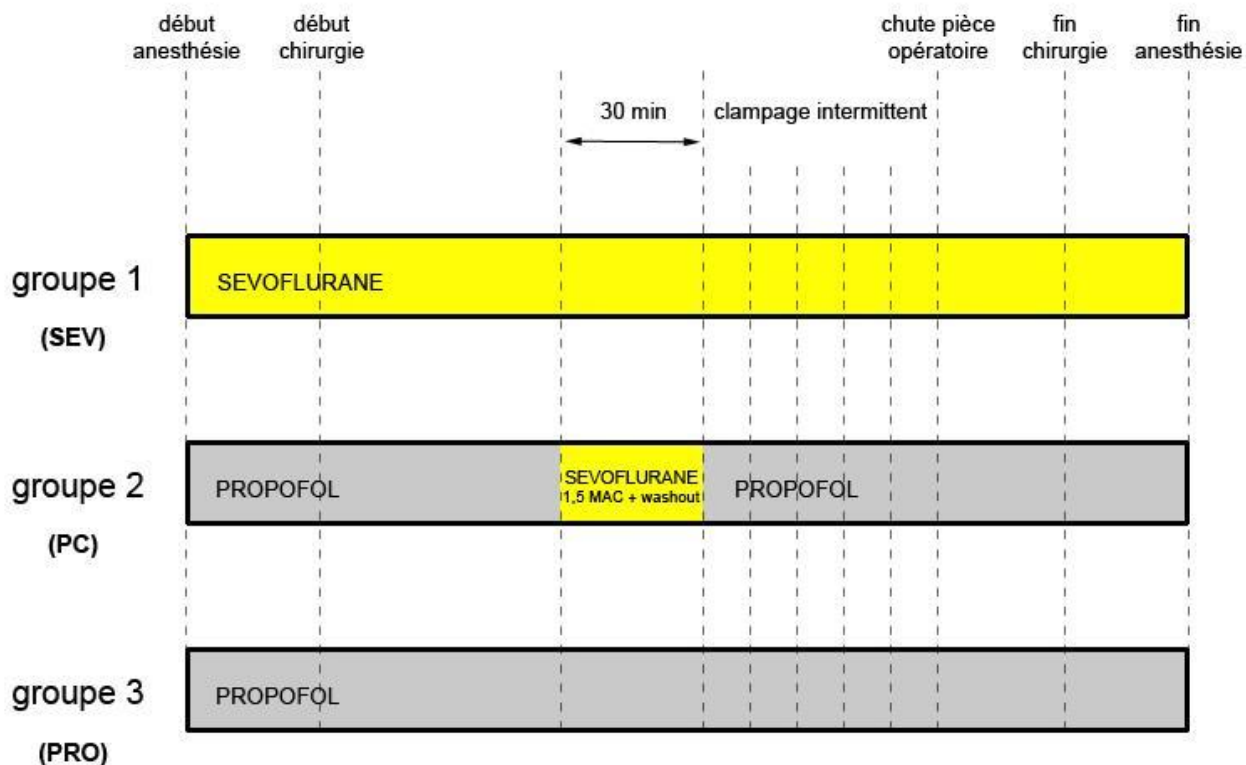 début
anesthésie
début
chirurgie
chute pièce
opératoire
fin
chirurgie
fin
anesthésie
30 min
clampage intermittent
groupe 1
(SEV)
SEVOFLURANE
groupe 2
(PC)
PROPOFOL
SEVOFLURANE
1,5 MAC + washout
PROPOFOL
groupe 3
(PRO)
PROPOFOL